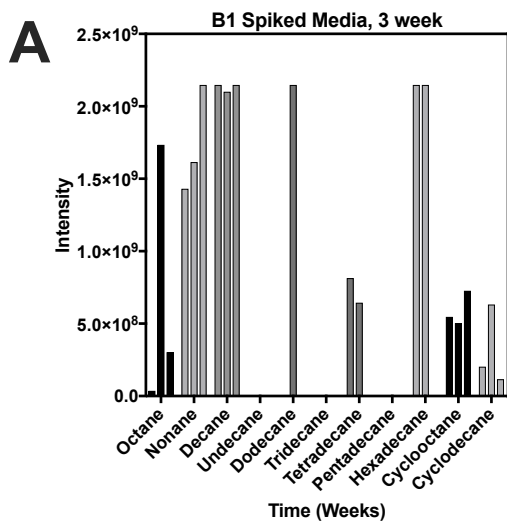 A
B1 Spiked Media, 3 week
2.5×10⁹
2.0×10⁹
1.5×10⁹
1.0×10⁹
5.0×10⁸
0.0
Intensity
Octane
Nonane
Decane
Undecane
Dodecane
Tridecane
Tetradecane
Pentadecane
Hexadecane
Cyclooctane
Cyclodecane
Time (Weeks)